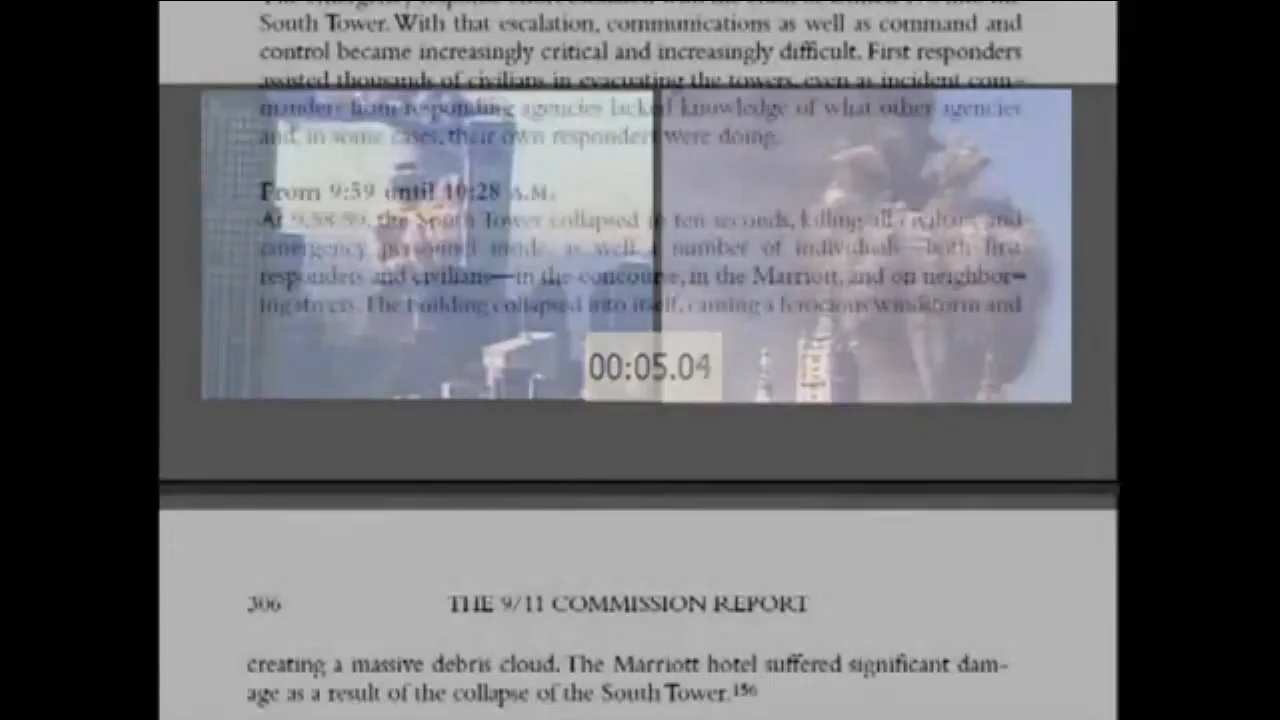 South Tower. With that escalation, communications as well as command and
control became increasingly critical and increasingly difficult. First responders
assisted thousands of civilians in evacuating the towers, even as incident com-
manders from responding agencies lacked knowledge of what other agencies
and, in some cases, their own responders were doing.
From 9:59 until 10:28 A.M.
At 9:58:59, the South Tower collapsed in ten seconds, killing all civilians and
emergency personnel inside, as well a number of individuals—both first
responders and civilians—in the concourse, in the Marriott, and on neighbor-
ing streets. The building collapsed into itself, causing a ferocious windstorm and
00:05.04
306 THE 9/11 COMMISSION REPORT
creating a massive debris cloud. The Marriott hotel suffered significant dam-
age as a result of the collapse of the South Tower.156